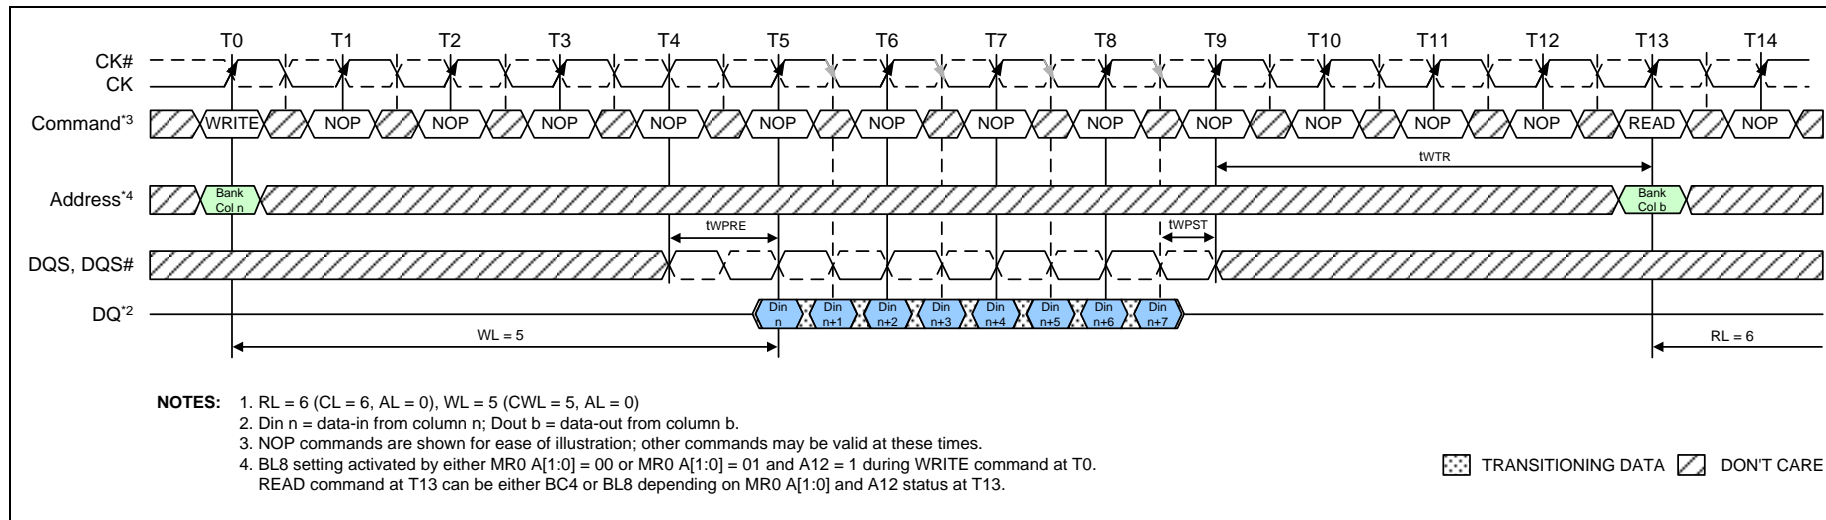 T0 T1 T2 T3 T4 T5 T6 T7 T8 T9 T10 T11 T12 T13 T14
CK#
CK
Command*3 WRITE NOP NOP NOP NOP NOP NOP NOP NOP NOP NOP NOP NOP READ NOP
tWTR
Address*4 Bank Col n Bank Col b
tWPRE tWPST
DQS, DQS#
DQ*2 Din n Din n+1 Din n+2 Din n+3 Din n+4 Din n+5 Din n+6 Din n+7
WL = 5 RL = 6
NOTES: 1. RL = 6 (CL = 6, AL = 0), WL = 5 (CWL = 5, AL = 0)
2. Din n = data-in from column n; Dout b = data-out from column b.
3. NOP commands are shown for ease of illustration; other commands may be valid at these times.
4. BL8 setting activated by either MR0 A[1:0] = 00 or MR0 A[1:0] = 01 and A12 = 1 during WRITE command at T0.
READ command at T13 can be either BC4 or BL8 depending on MR0 A[1:0] and A12 status at T13.
TRANSITIONING DATA DON'T CARE